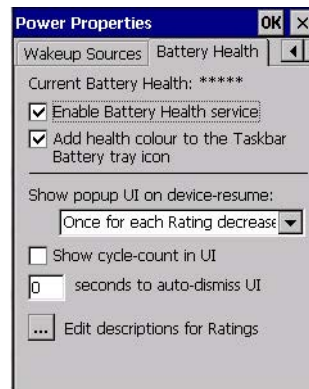 Power Properties OK ×
Wakeup Sources Battery Health
Current Battery Health: *****
Enable Battery Health service
Add health colour to the Taskbar
Battery tray icon
Show popup UI on device-resume:
Once for each Rating decrease
Show cycle-count in UI
0 seconds to auto-dismiss UI
... Edit descriptions for Ratings